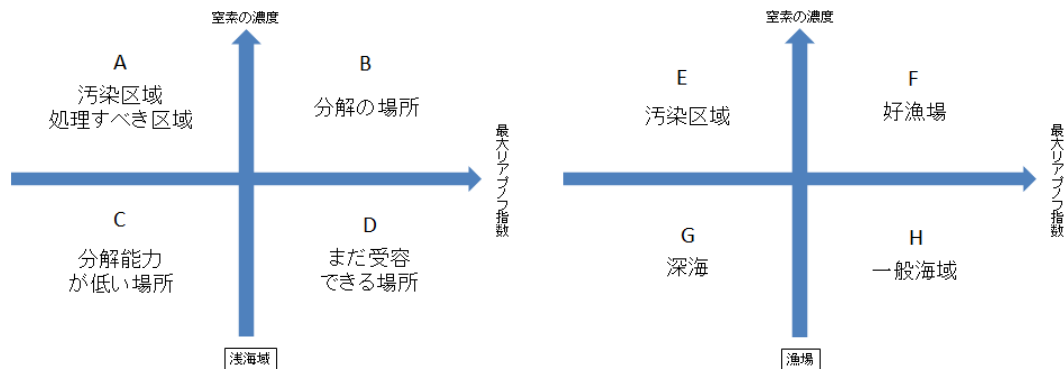 窒素の濃度
A
汚染区域
処理すべき区域
B
分解の場所
最大リアプノフ指数
C
分解能力
が低い場所
D
まだ受容
できる場所
浅海域
窒素の濃度
E
汚染区域
F
好漁場
最大リアプノフ指数
G
深海
H
一般海域
漁場